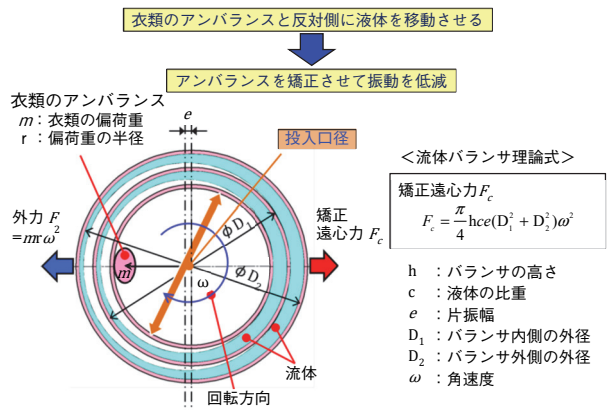 衣類のアンバランスと反対側に液体を移動させる
アンバランスを矯正させて振動を低減
衣類のアンバランス
m：衣類の偏荷重
r：偏荷重の半径
e
投入口径
外力 F
=mrω²
m
ω
φD₁
φD₂
矯正
遠心力 F_c
流体
回転方向
＜流体バランサ理論式＞
矯正遠心力F_c
F_c = π/4 hce(D₁² + D₂²)ω²
h ：バランサの高さ
c ：液体の比重
e ：片振幅
D₁ ：バランサ内側の外径
D₂ ：バランサ外側の外径
ω ：角速度